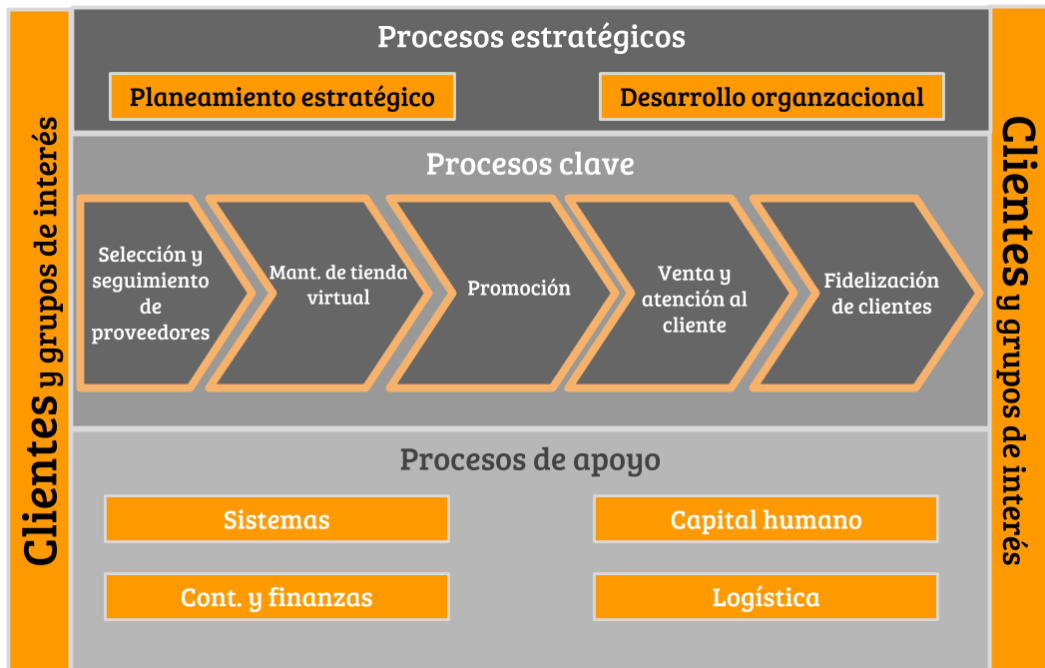 Clientes y grupos de interés
Procesos estratégicos
Planeamiento estratégico
Desarrollo organzacional
Procesos clave
Selección y
seguimiento
de
proveedores
Mant. de tienda
virtual
Promoción
Venta y
atención al
cliente
Fidelización
de clientes
Procesos de apoyo
Sistemas
Capital humano
Cont. y finanzas
Logística
Clientes y grupos de interés